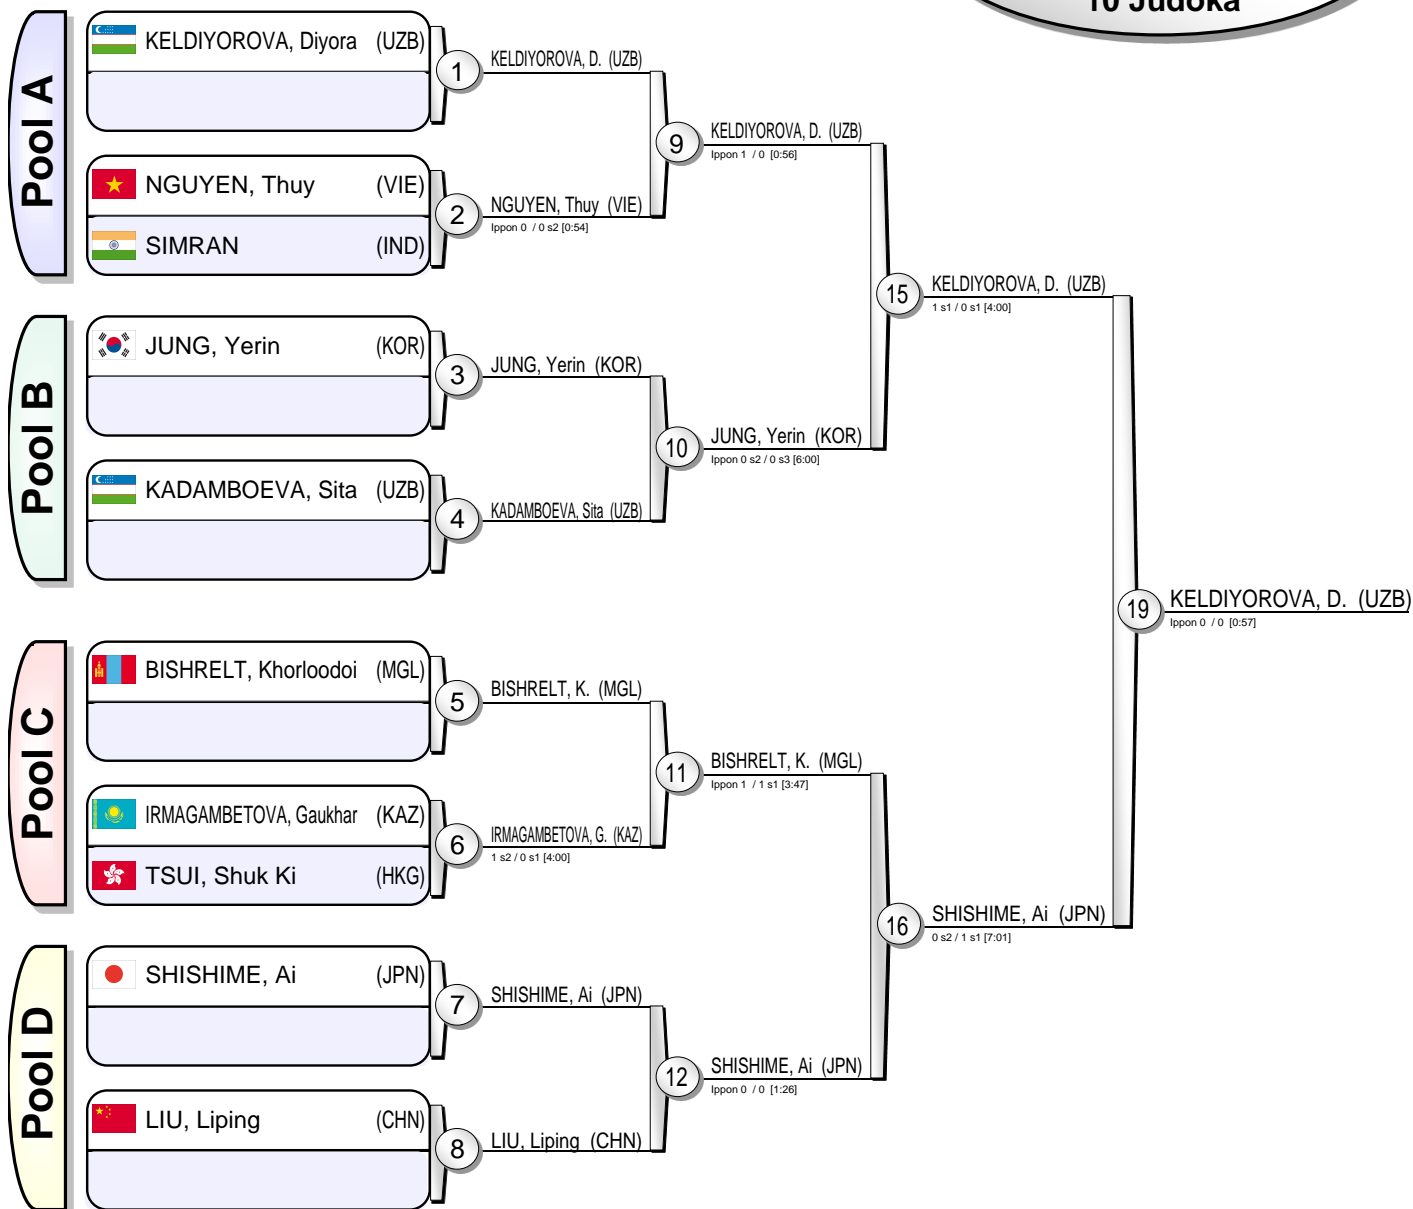 10 Judoka
Pool A
KELDIYOROVA, Diyora (UZB)
1
KELDIYOROVA, D. (UZB)
NGUYEN, Thuy (VIE)
SIMRAN (IND)
2
NGUYEN, Thuy (VIE)
Ippon 0 / 0 s2 [0:54]
9
KELDIYOROVA, D. (UZB)
Ippon 1 / 0 [0:56]
Pool B
JUNG, Yerin (KOR)
3
JUNG, Yerin (KOR)
KADAMBOEVA, Sita (UZB)
4
KADAMBOEVA, Sita (UZB)
10
JUNG, Yerin (KOR)
Ippon 0 s2 / 0 s3 [6:00]
15
KELDIYOROVA, D. (UZB)
1 s1 / 0 s1 [4:00]
Pool C
BISHRELT, Khorloodoi (MGL)
5
BISHRELT, K. (MGL)
IRMAGAMBETOVA, Gaukhar (KAZ)
TSUI, Shuk Ki (HKG)
6
IRMAGAMBETOVA, G. (KAZ)
1 s2 / 0 s1 [4:00]
11
BISHRELT, K. (MGL)
Ippon 1 / 1 s1 [3:47]
Pool D
SHISHIME, Ai (JPN)
7
SHISHIME, Ai (JPN)
LIU, Liping (CHN)
8
LIU, Liping (CHN)
12
SHISHIME, Ai (JPN)
Ippon 0 / 0 [1:26]
16
SHISHIME, Ai (JPN)
0 s2 / 1 s1 [7:01]
19
KELDIYOROVA, D. (UZB)
Ippon 0 / 0 [0:57]